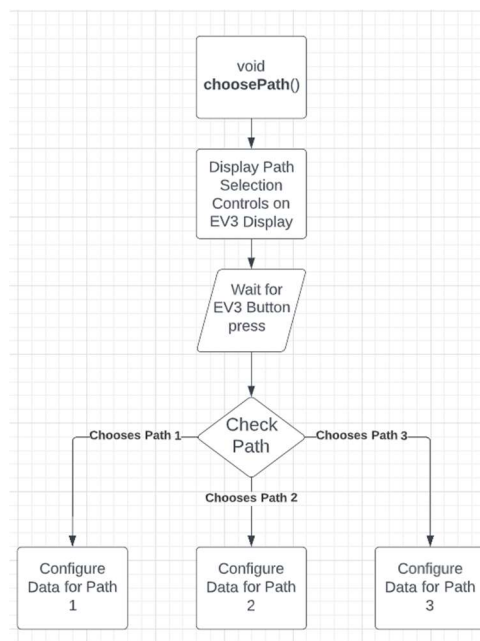 void
choosePath()
Display Path
Selection
Controls on
EV3 Display
Wait for
EV3 Button
press
Check
Path
Chooses Path 1
Chooses Path 3
Chooses Path 2
Configure
Data for Path
1
Configure
Data for Path
2
Configure
Data for Path
3